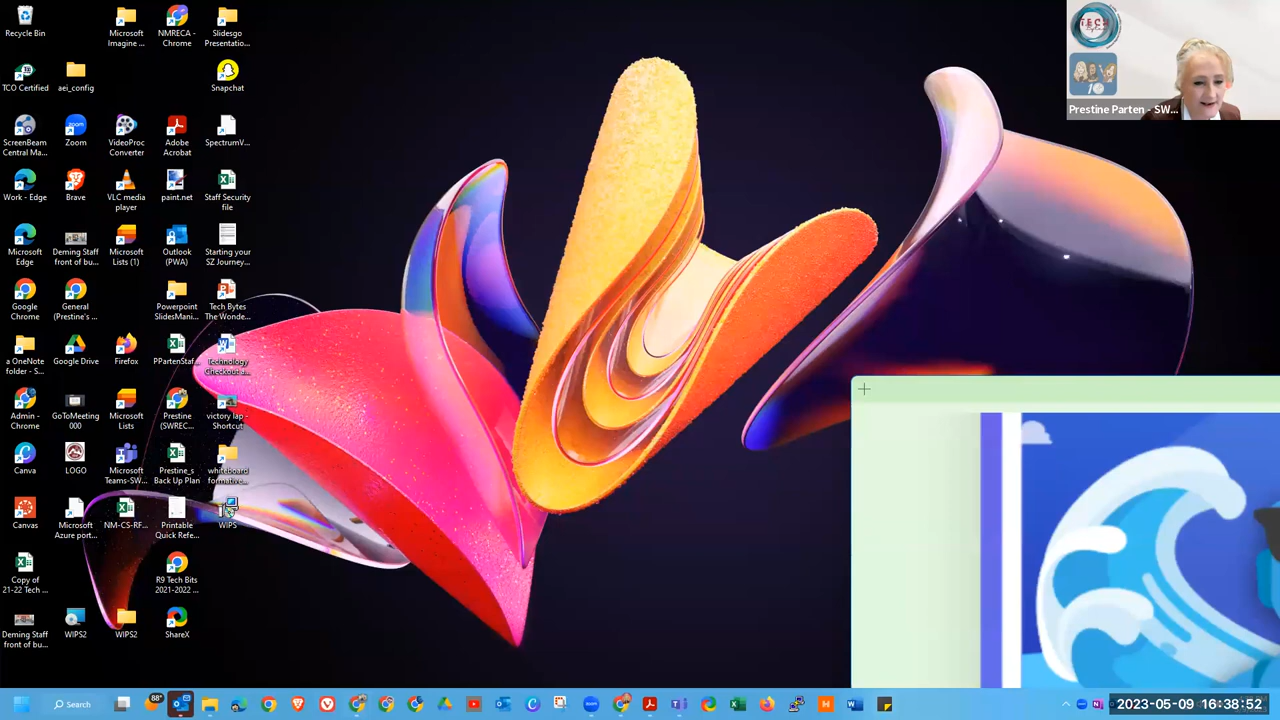 Recycle Bin
Microsoft
Imagine ...
NMRECA -
Chrome
Slidesgo
Presentatio...
TECH
Bytes
10
Prestine Parten - SW...
TCO Certified
aei_config
Snapchat
ScreenBeam
Central Ma...
Zoom
VideoProc
Converter
Adobe
Acrobat
SpectrumV...
Work - Edge
Brave
VLC media
player
paint.net
Staff Security
file
Microsoft
Edge
Deming Staff
front of bu...
Microsoft
Lists (1)
Outlook
(PWA)
Starting your
SZ Journey...
Google
Chrome
General
(Prestine's ...
Powerpoint
SlidesMani...
Tech Bytes
The Wonde...
a OneNote
folder - S...
Google Drive
Firefox
PPartenStaf...
Technology
Checkout a...
Admin -
Chrome
GoToMeeting
000
Microsoft
Lists
Prestine
(SWREC...
victory lap -
Shortcut
Canva
LOGO
Microsoft
Teams-SW...
Prestine_s
Back Up Plan
whiteboard
formative...
Canvas
Microsoft
Azure port...
NM-CS-RF...
Printable
Quick Refe...
WIPS
Copy of
21-22 Tech ...
R9 Tech Bits
2021-2022 ...
Deming Staff
front of bu...
WIPS2
WIPS2
ShareX
Search
88°
2023-05-09 16:38:52